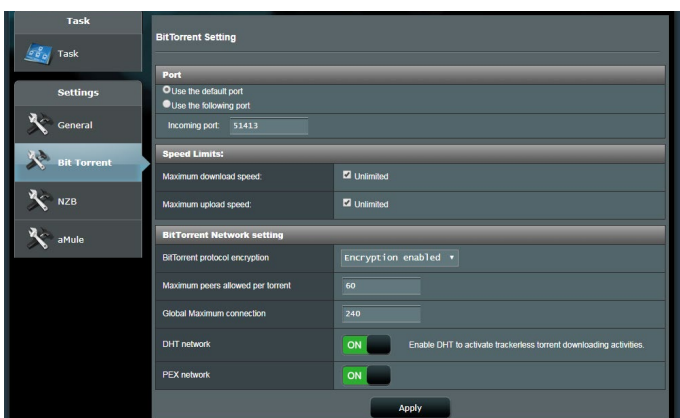 Task
Task
Settings
General
Bit Torrent
NZB
aMule
BitTorrent Setting
Port
Use the default port
Use the following port
Incoming port: 51413
Speed Limits:
Maximum download speed: Unlimited
Maximum upload speed: Unlimited
BitTorrent Network setting
BitTorrent protocol encryption Encryption enabled
Maximum peers allowed per torrent 60
Global Maximum connection 240
DHT network ON Enable DHT to activate trackerless torrent downloading activities.
PEX network ON
Apply